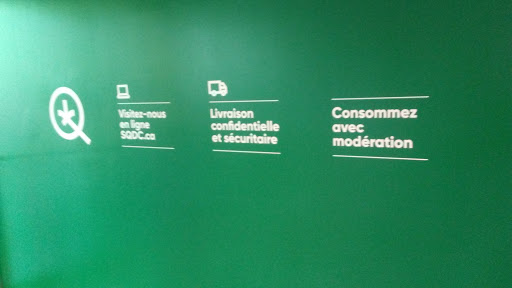 Visitez-nous
en ligne
SQDC.ca
Livraison
confidentielle
et sécuritaire
Consommez
avec
modération